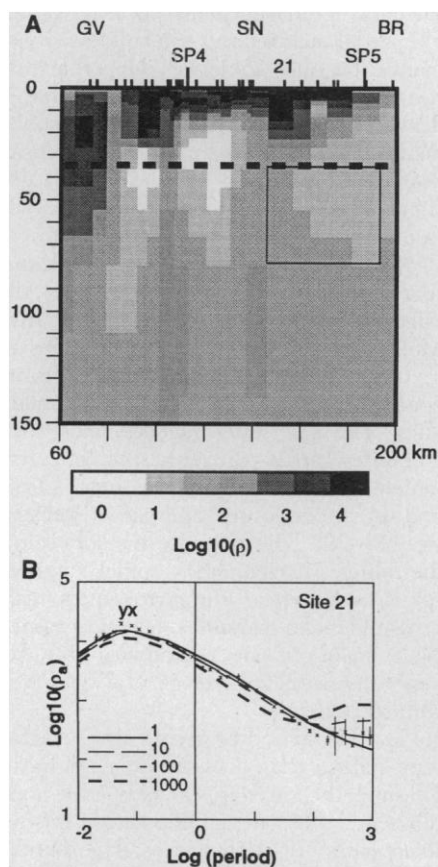 A
GV SN BR
SP4 21 SP5
0
50
100
150
60 200 km
0 1 2 3 4
Log10(ρ)
B
5
yx Site 21
Log10(ρa)
1
10
100
1000
1
-2 0 3
Log (period)